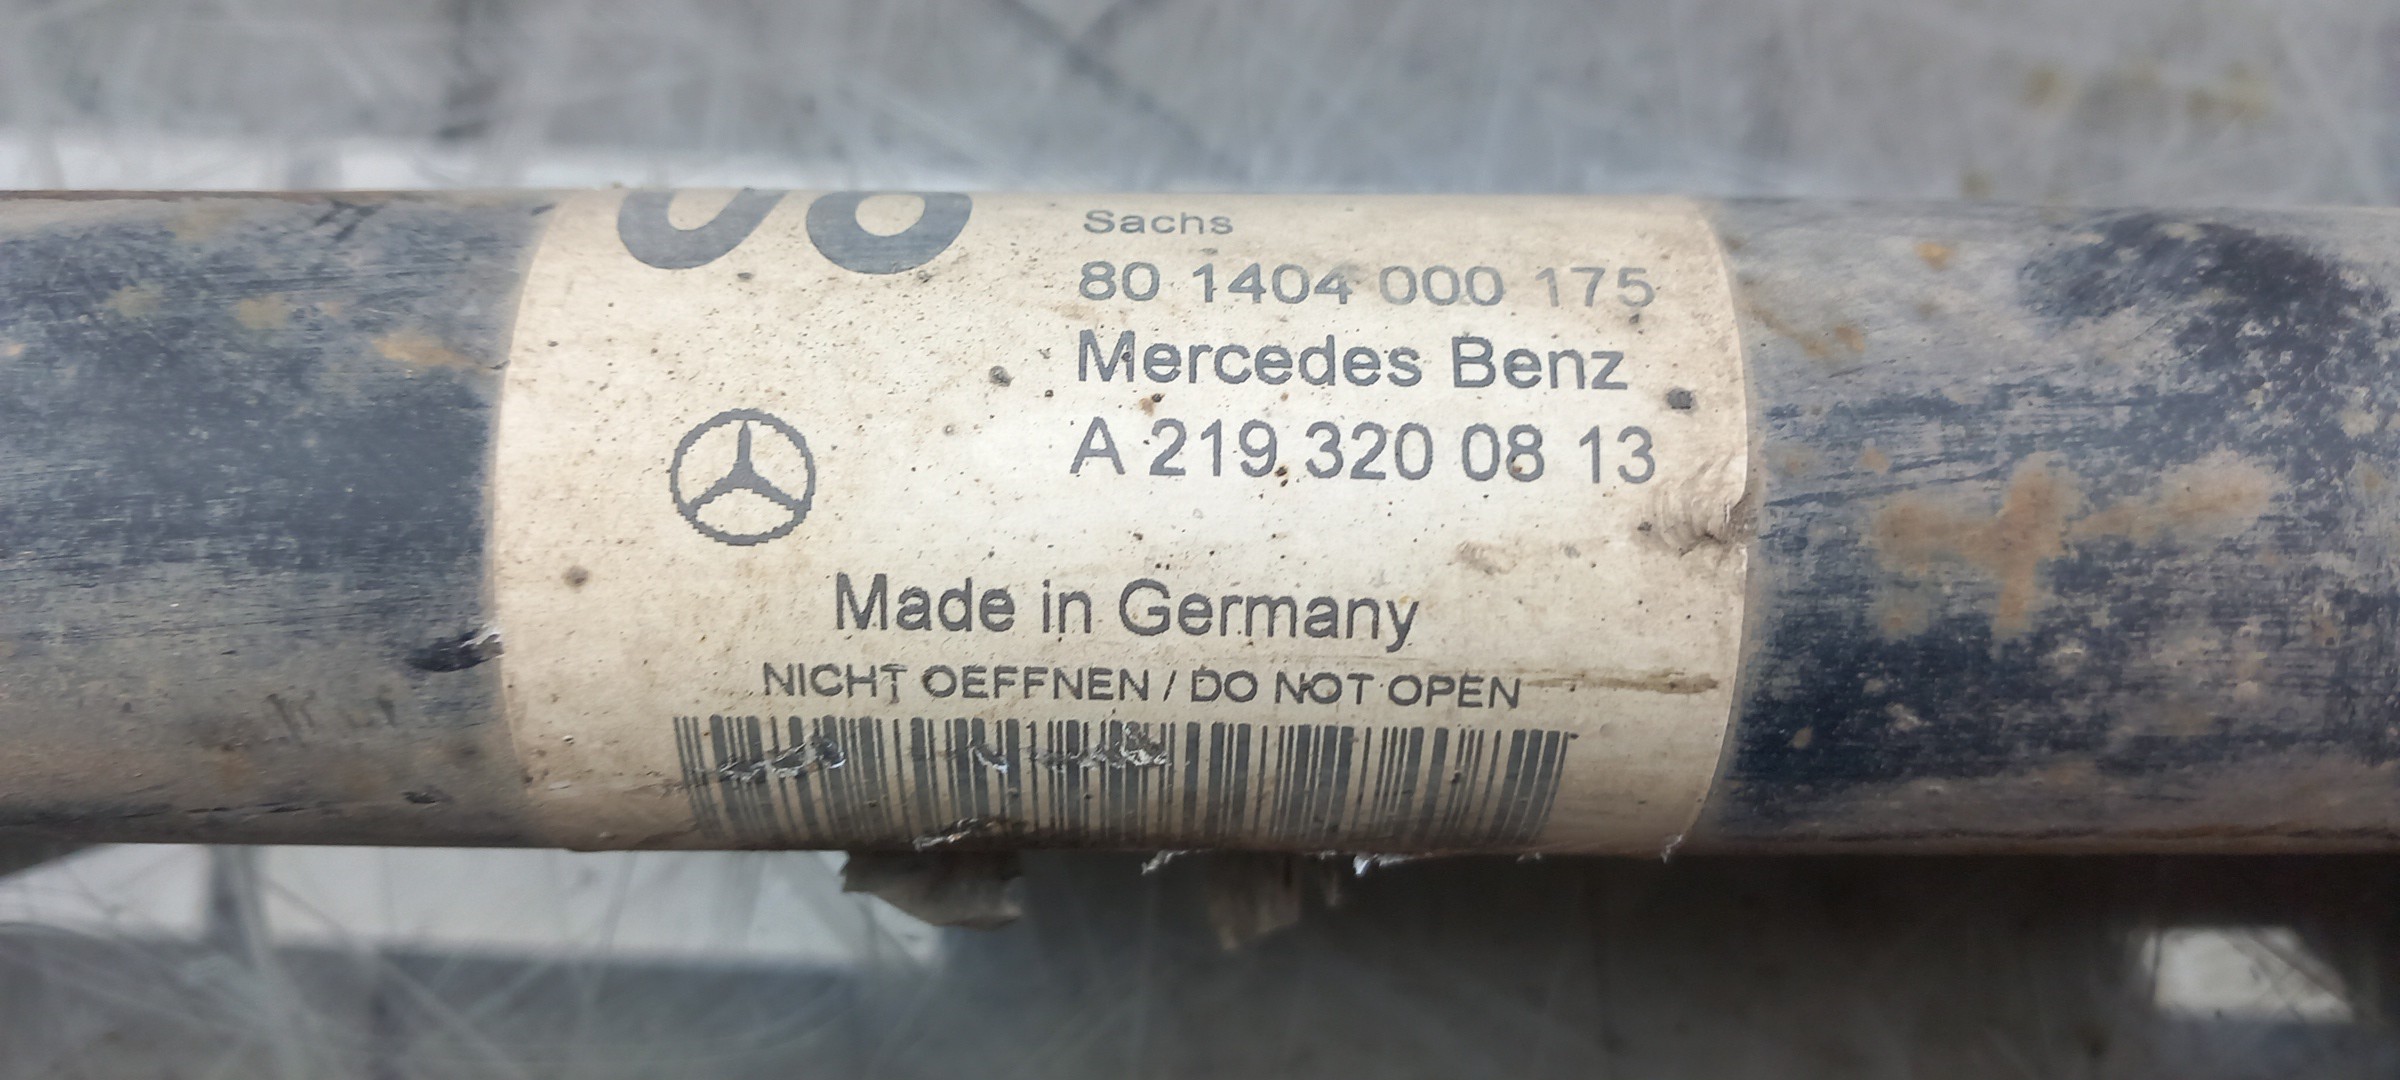 Sachs
80 1404 000 175
Mercedes Benz
A 219 320 08 13
Made in Germany
NICHT OEFFNEN / DO NOT OPEN